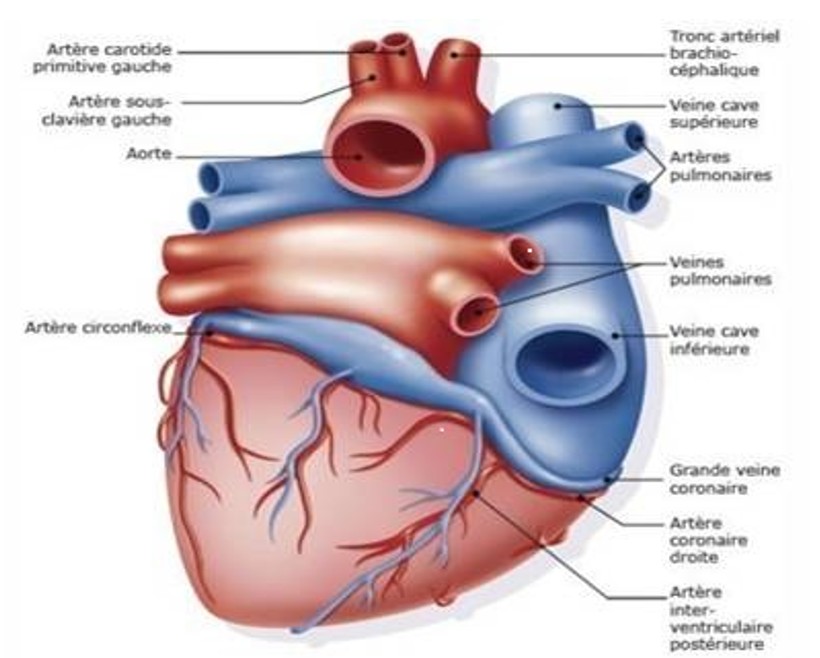 Artère carotide
primitive gauche
Artère sous-
clavière gauche
Aorte
Artère circonflexe
Tronc artériel
brachio-
céphalique
Veine cave
supérieure
Artères
pulmonaires
Veines
pulmonaires
Veine cave
inférieure
Grande veine
coronaire
Artère
coronaire
droite
Artère
inter-
ventriculaire
postérieure